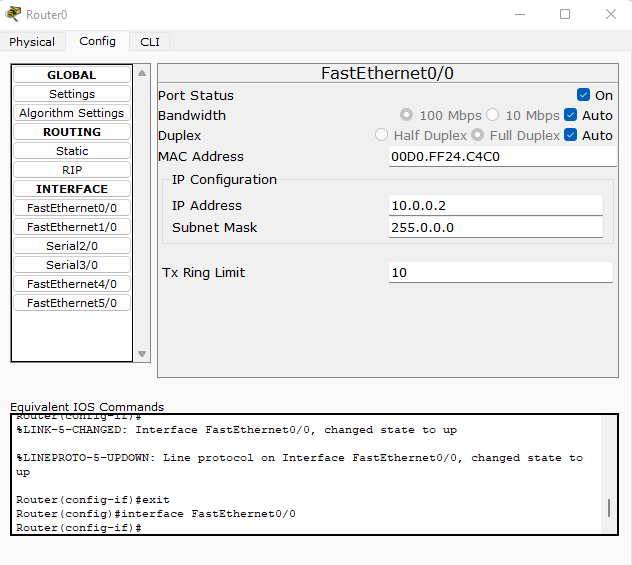 Router0
Physical Config CLI
GLOBAL
Settings
Algorithm Settings
ROUTING
Static
RIP
INTERFACE
FastEthernet0/0
FastEthernet1/0
Serial2/0
Serial3/0
FastEthernet4/0
FastEthernet5/0
FastEthernet0/0
Port Status On
Bandwidth 100 Mbps 10 Mbps Auto
Duplex Half Duplex Full Duplex Auto
MAC Address 00D0.FF24.C4C0
IP Configuration
IP Address 10.0.0.2
Subnet Mask 255.0.0.0
Tx Ring Limit 10
Equivalent IOS Commands
Router(config-if)#
%LINK-5-CHANGED: Interface FastEthernet0/0, changed state to up
%LINEPROTO-5-UPDOWN: Line protocol on Interface FastEthernet0/0, changed state to
up
Router(config-if)#exit
Router(config)#interface FastEthernet0/0
Router(config-if)#